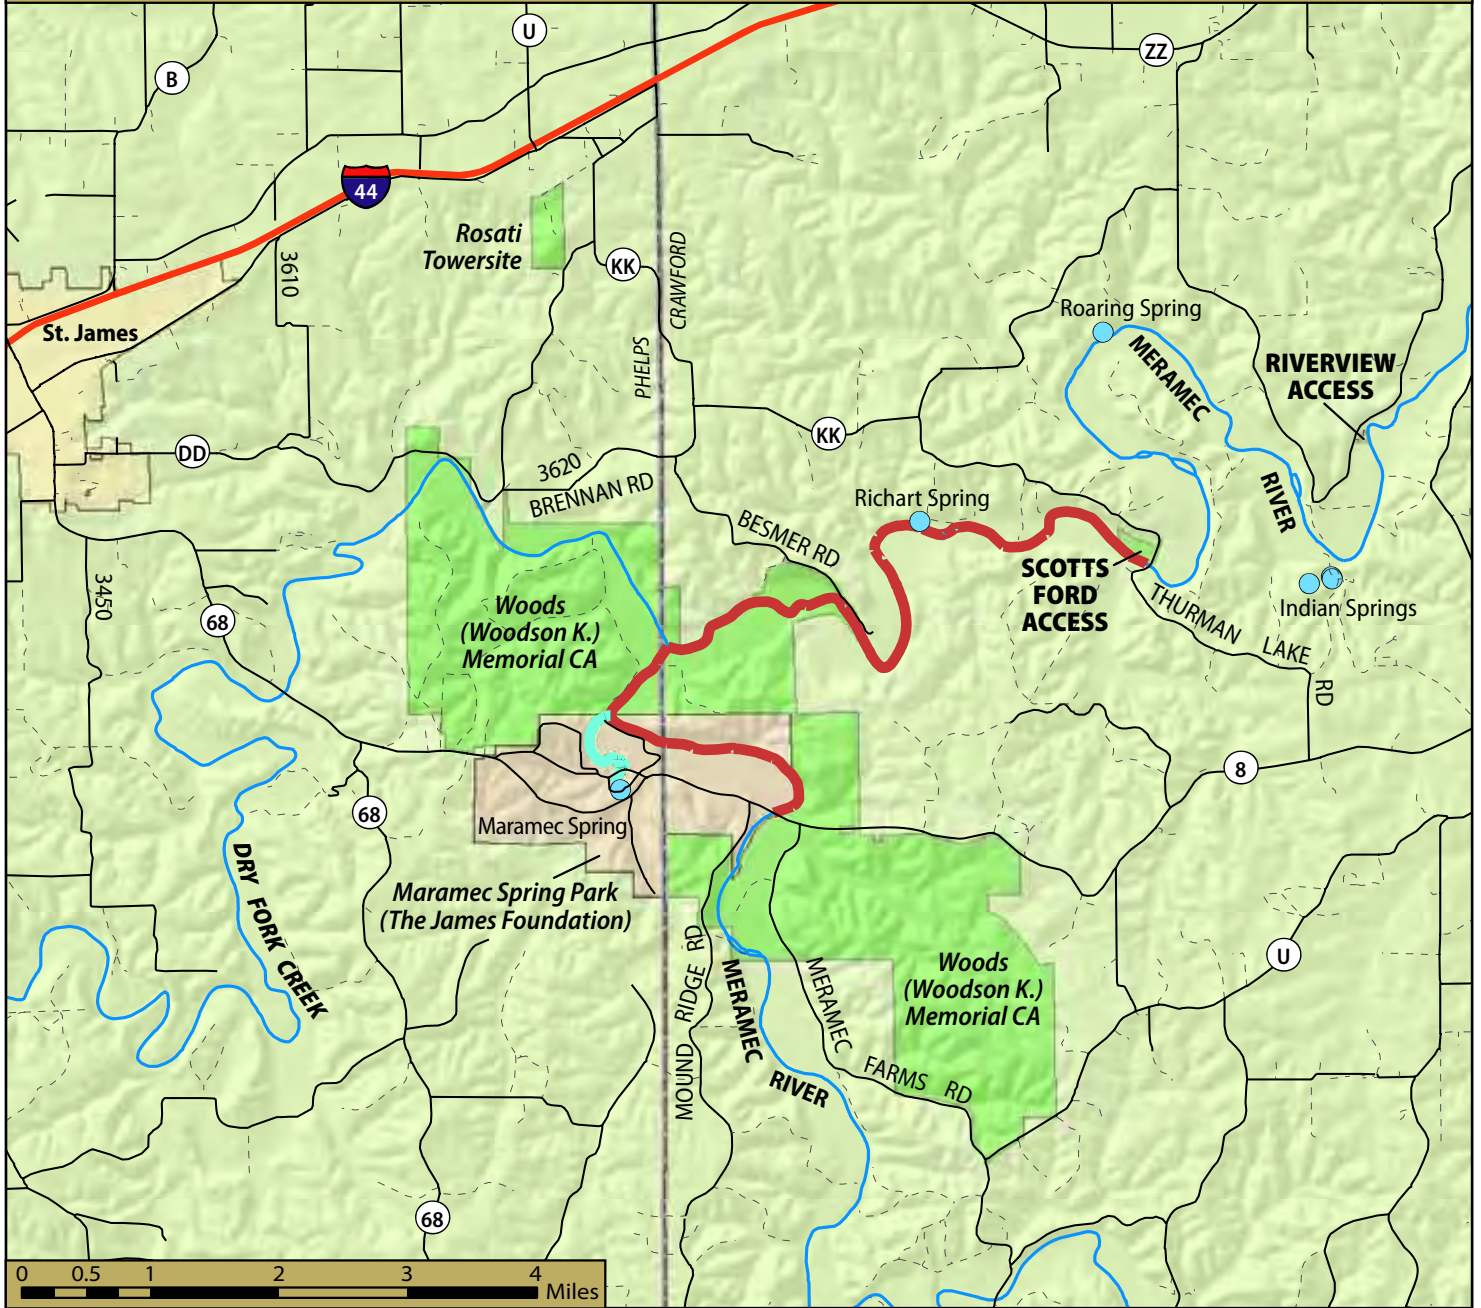 U
B
ZZ
44
Rosati
Towersite
KK
CRAWFORD
3610
PHELPS
St. James
Roaring Spring
MERAMEC
RIVERVIEW
ACCESS
DD
KK
3620
BRENNAN RD
Richart Spring
RIVER
BESMER RD
SCOTTS
FORD
ACCESS
3450
68
Woods
(Woodson K.)
Memorial CA
Indian Springs
THURMAN LAKE
RD
8
68
Maramec Spring
DRY FORK CREEK
Maramec Spring Park
(The James Foundation)
MOUND RIDGE RD
MERAMEC
RIVER
MERAMEC
FARMS RD
Woods
(Woodson K.)
Memorial CA
U
68
0 0.5 1 2 3 4
Miles